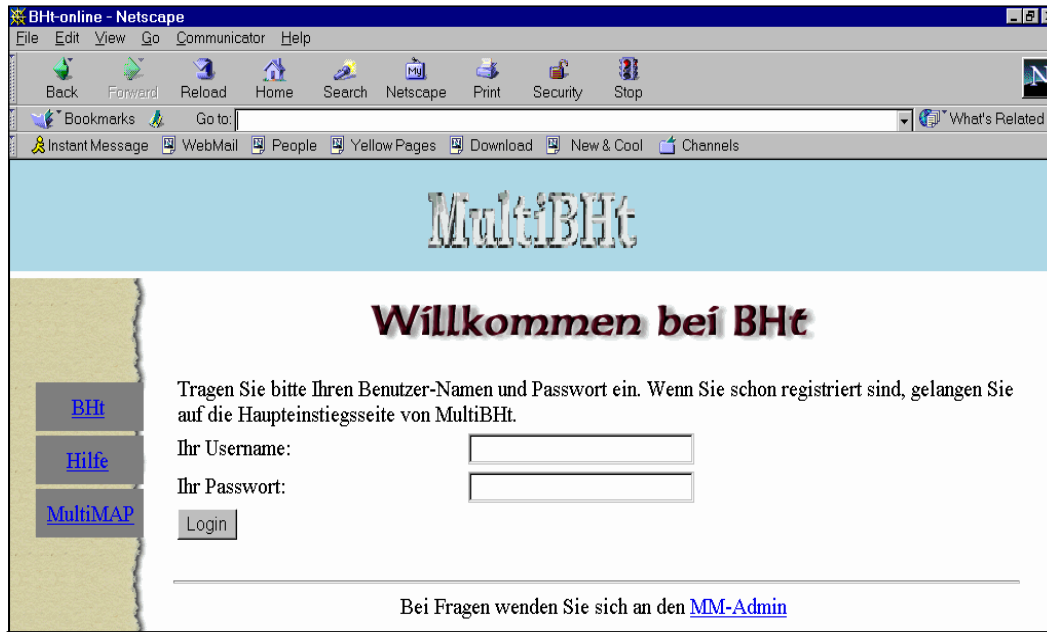 BHt-online - Netscape
File Edit View Go Communicator Help
My
Back Forward Reload Home Search Netscape Print Security Stop
N
Bookmarks Go to: What's Related
Instant Message WebMail People Yellow Pages Download New & Cool Channels
MultiBHt
Willkommen bei BHt
Tragen Sie bitte Ihren Benutzer-Namen und Passwort ein. Wenn Sie schon registriert sind, gelangen Sie
auf die Haupteinstiegsseite von MultiBHt.
BHt
Ihr Username:
Hilfe
Ihr Passwort:
MultiMAP
Login
Bei Fragen wenden Sie sich an den MM-Admin